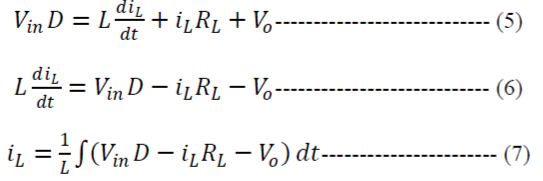 V_in D = L di_L/dt + i_L R_L + V_o---------------------------- (5)
L di_L/dt = V_in D − i_L R_L − V_o---------------------------- (6)
i_L = 1/L ∫(V_in D − i_L R_L − V_o) dt---------------------- (7)